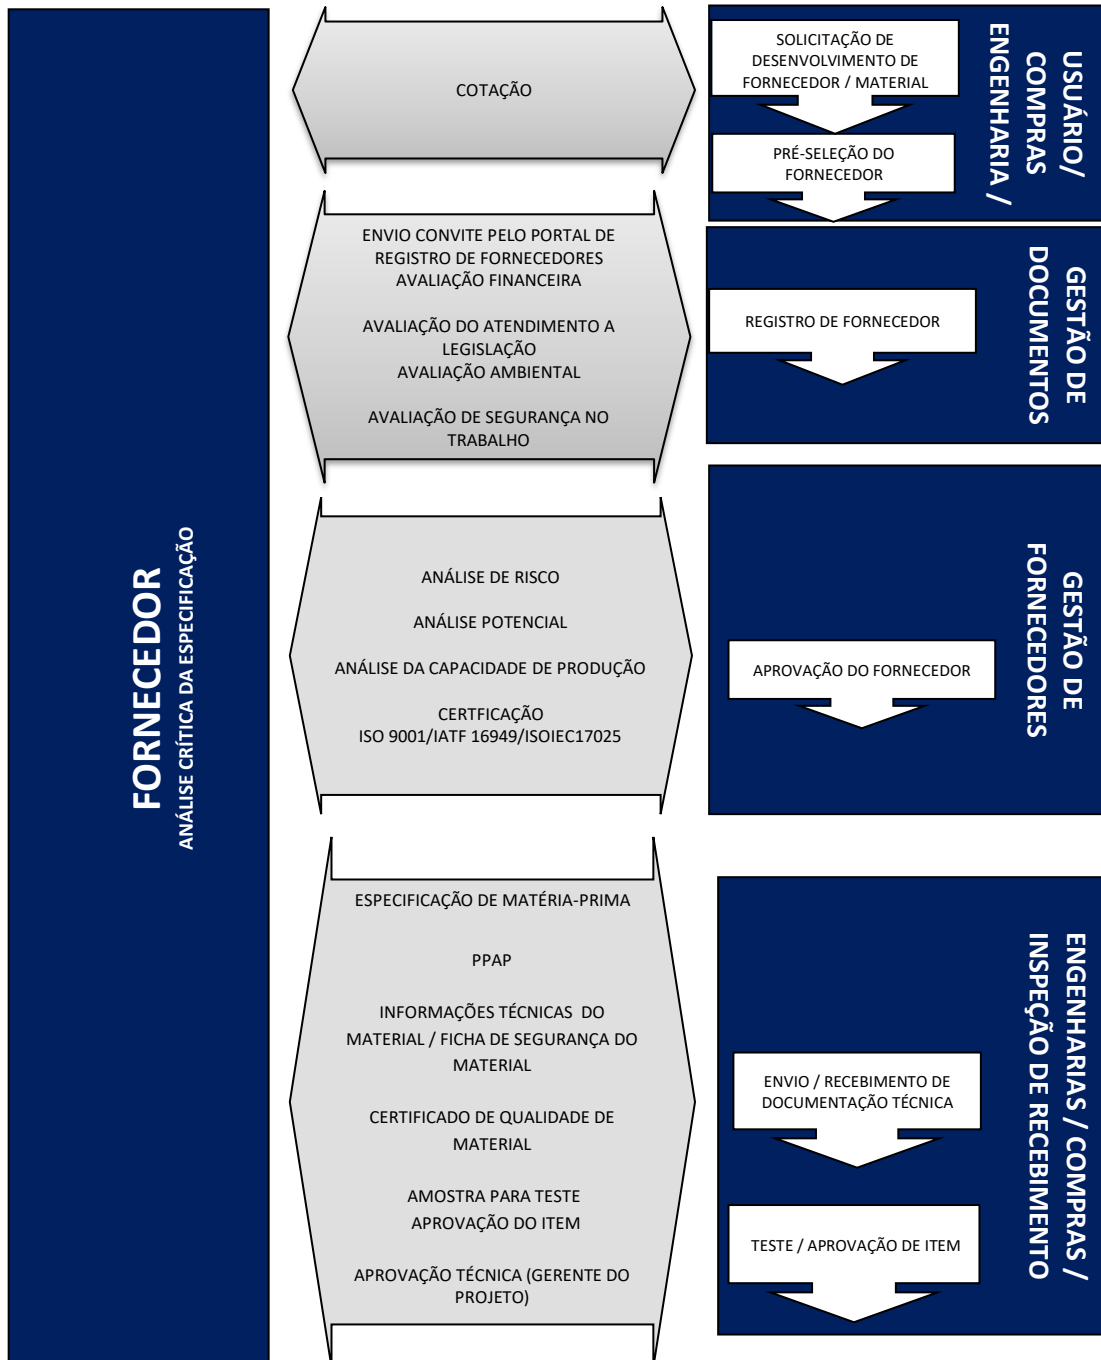 FORNECEDOR
ANÁLISE CRÍTICA DA ESPECIFICAÇÃO
COTAÇÃO
SOLICITAÇÃO DE
DESENVOLVIMENTO DE
FORNECEDOR / MATERIAL
PRÉ-SELEÇÃO DO
FORNECEDOR
USUÁRIO/
COMPRAS
ENGENHARIA /
ENVIO CONVITE PELO PORTAL DE
REGISTRO DE FORNECEDORES
AVALIAÇÃO FINANCEIRA
AVALIAÇÃO DO ATENDIMENTO A
LEGISLAÇÃO
AVALIAÇÃO AMBIENTAL
AVALIAÇÃO DE SEGURANÇA NO
TRABALHO
REGISTRO DE FORNECEDOR
GESTÃO DE
DOCUMENTOS
ANÁLISE DE RISCO
ANÁLISE POTENCIAL
ANÁLISE DA CAPACIDADE DE PRODUÇÃO
CERTFICAÇÃO
ISO 9001/IATF 16949/ISOIEC17025
APROVAÇÃO DO FORNECEDOR
GESTÃO DE
FORNECEDORES
ESPECIFICAÇÃO DE MATÉRIA-PRIMA
PPAP
INFORMAÇÕES TÉCNICAS DO
MATERIAL / FICHA DE SEGURANÇA DO
MATERIAL
CERTIFICADO DE QUALIDADE DE
MATERIAL
AMOSTRA PARA TESTE
APROVAÇÃO DO ITEM
APROVAÇÃO TÉCNICA (GERENTE DO
PROJETO)
ENVIO / RECEBIMENTO DE
DOCUMENTAÇÃO TÉCNICA
TESTE / APROVAÇÃO DE ITEM
ENGENHARIAS / COMPRAS /
INSPEÇÃO DE RECEBIMENTO